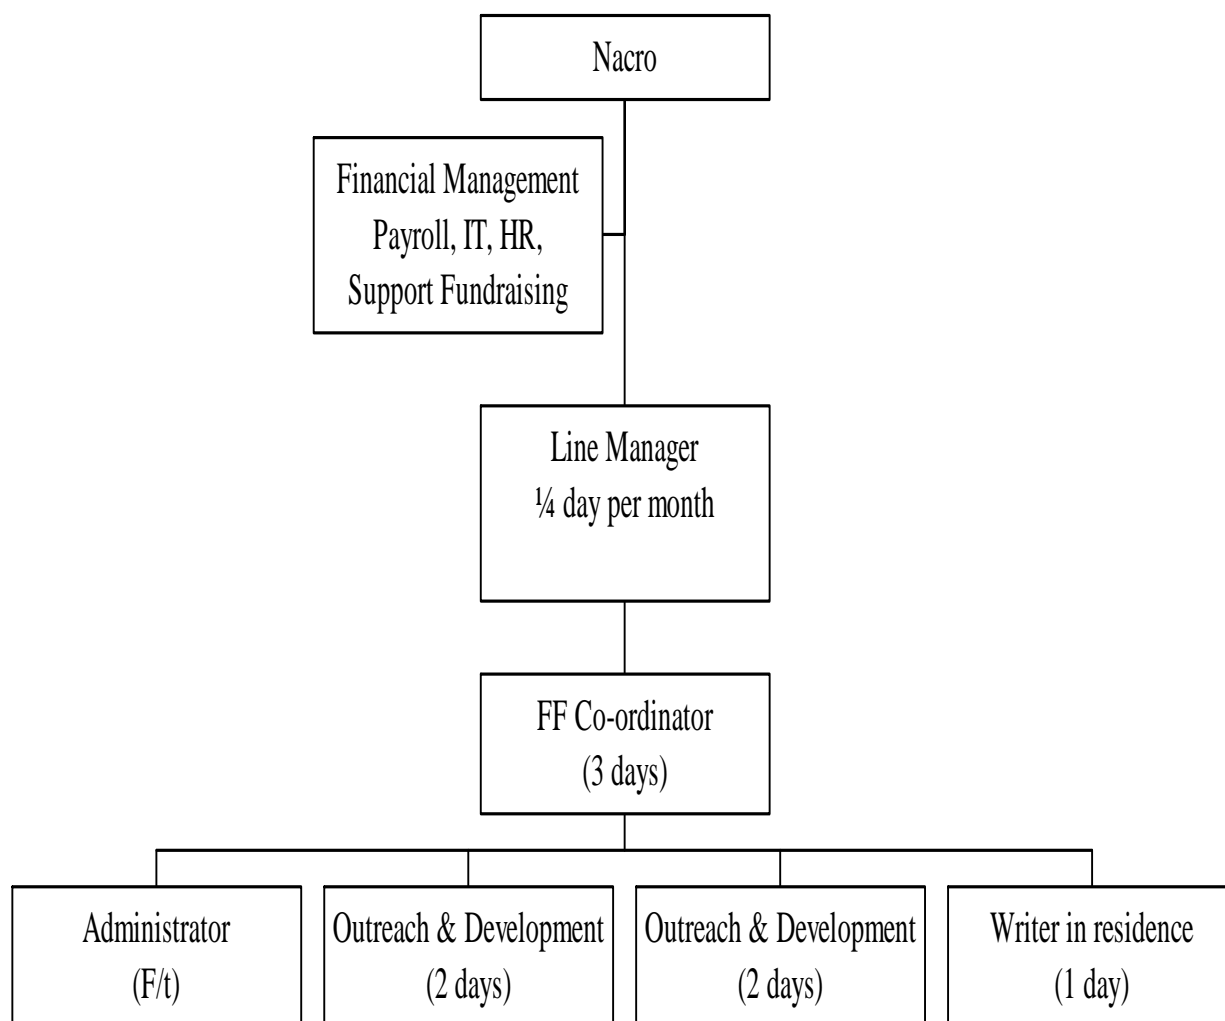 Nacro
Financial Management
Payroll, IT, HR,
Support Fundraising
Line Manager
¼ day per month
FF Co-ordinator
(3 days)
Administrator
(F/t)
Outreach & Development
(2 days)
Outreach & Development
(2 days)
Writer in residence
(1 day)